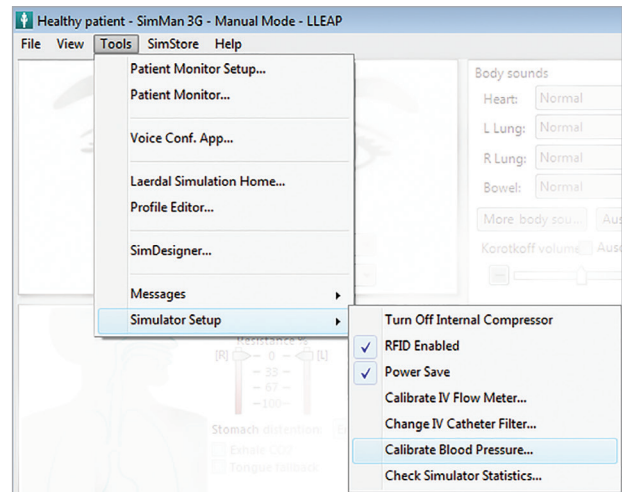 Healthy patient - SimMan 3G - Manual Mode - LLEAP
File View Tools SimStore Help
Patient Monitor Setup...
Patient Monitor...
Voice Conf. App...
Laerdal Simulation Home...
Profile Editor...
SimDesigner...
Messages
Simulator Setup
Body sounds
Heart: Normal
L Lung: Normal
R Lung: Normal
Bowel: Normal
More body sou...
Korotkoff volume
Resistance %
[R] 0 [L]
33
67
100
Stomach distention:
Exhale CO2
Tongue fallback
Turn Off Internal Compressor
RFID Enabled
Power Save
Calibrate IV Flow Meter...
Change IV Catheter Filter...
Calibrate Blood Pressure...
Check Simulator Statistics...